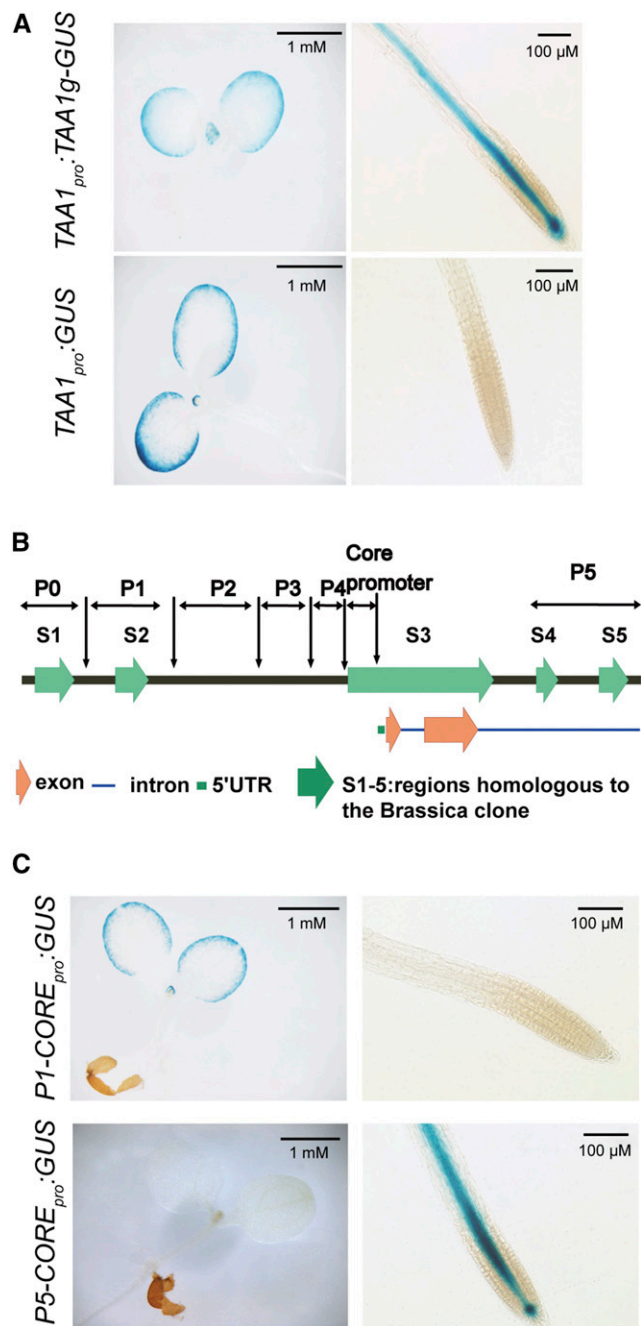 A
TAA1pro:TAA1g-GUS
1 mM
100 µM
TAA1pro:GUS
1 mM
100 µM
B
Core
P0 P1 P2 P3 P4 promoter P5
S1 S2 S3 S4 S5
exon intron 5'UTR S1-5:regions homologous to
the Brassica clone
C
P1-COREpro:GUS
1 mM
100 µM
P5-COREpro:GUS
1 mM
100 µM